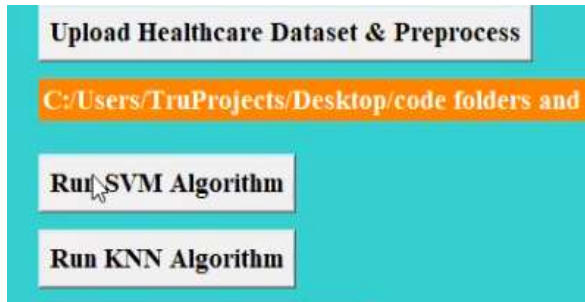 Upload Healthcare Dataset & Preprocess
C:/Users/TruProjects/Desktop/code folders and
Run SVM Algorithm
Run KNN Algorithm